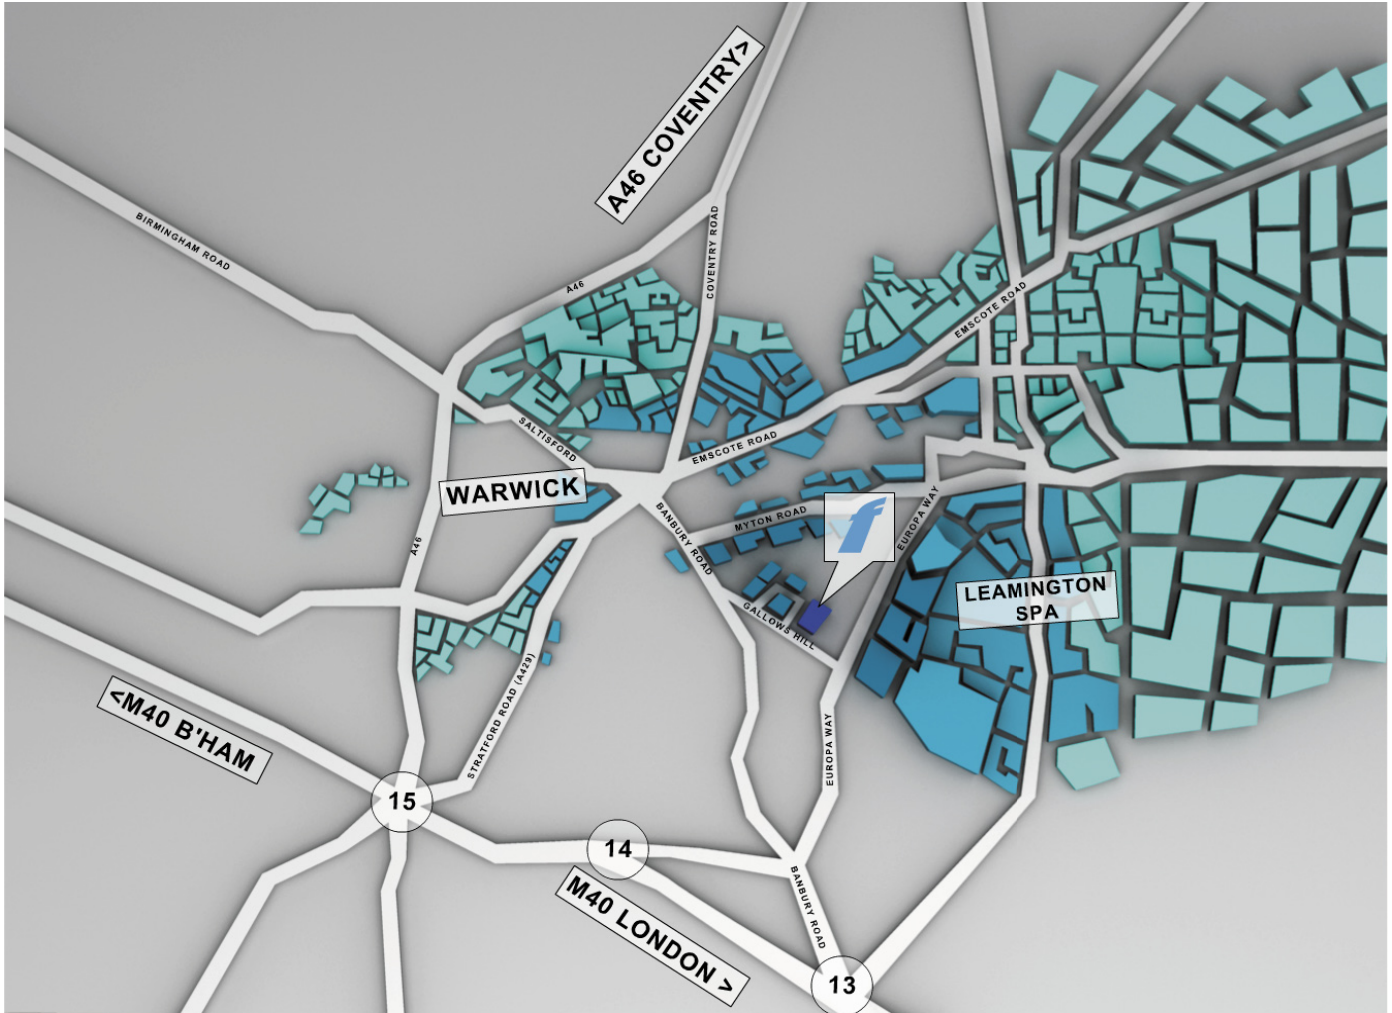 A46 COVENTRY>
BIRMINGHAM ROAD
COVENTRY ROAD
A46
EMSCOTE ROAD
SALTISFORD
EMSCOTE ROAD
WARWICK
BANBURY ROAD
MYTON ROAD
f
EUROPA WAY
A46
LEAMINGTON
SPA
GALLOWS HILL
STRATFORD ROAD (A429)
<M40 B'HAM
EUROPA WAY
15
14
M40 LONDON >
BANBURY ROAD
13